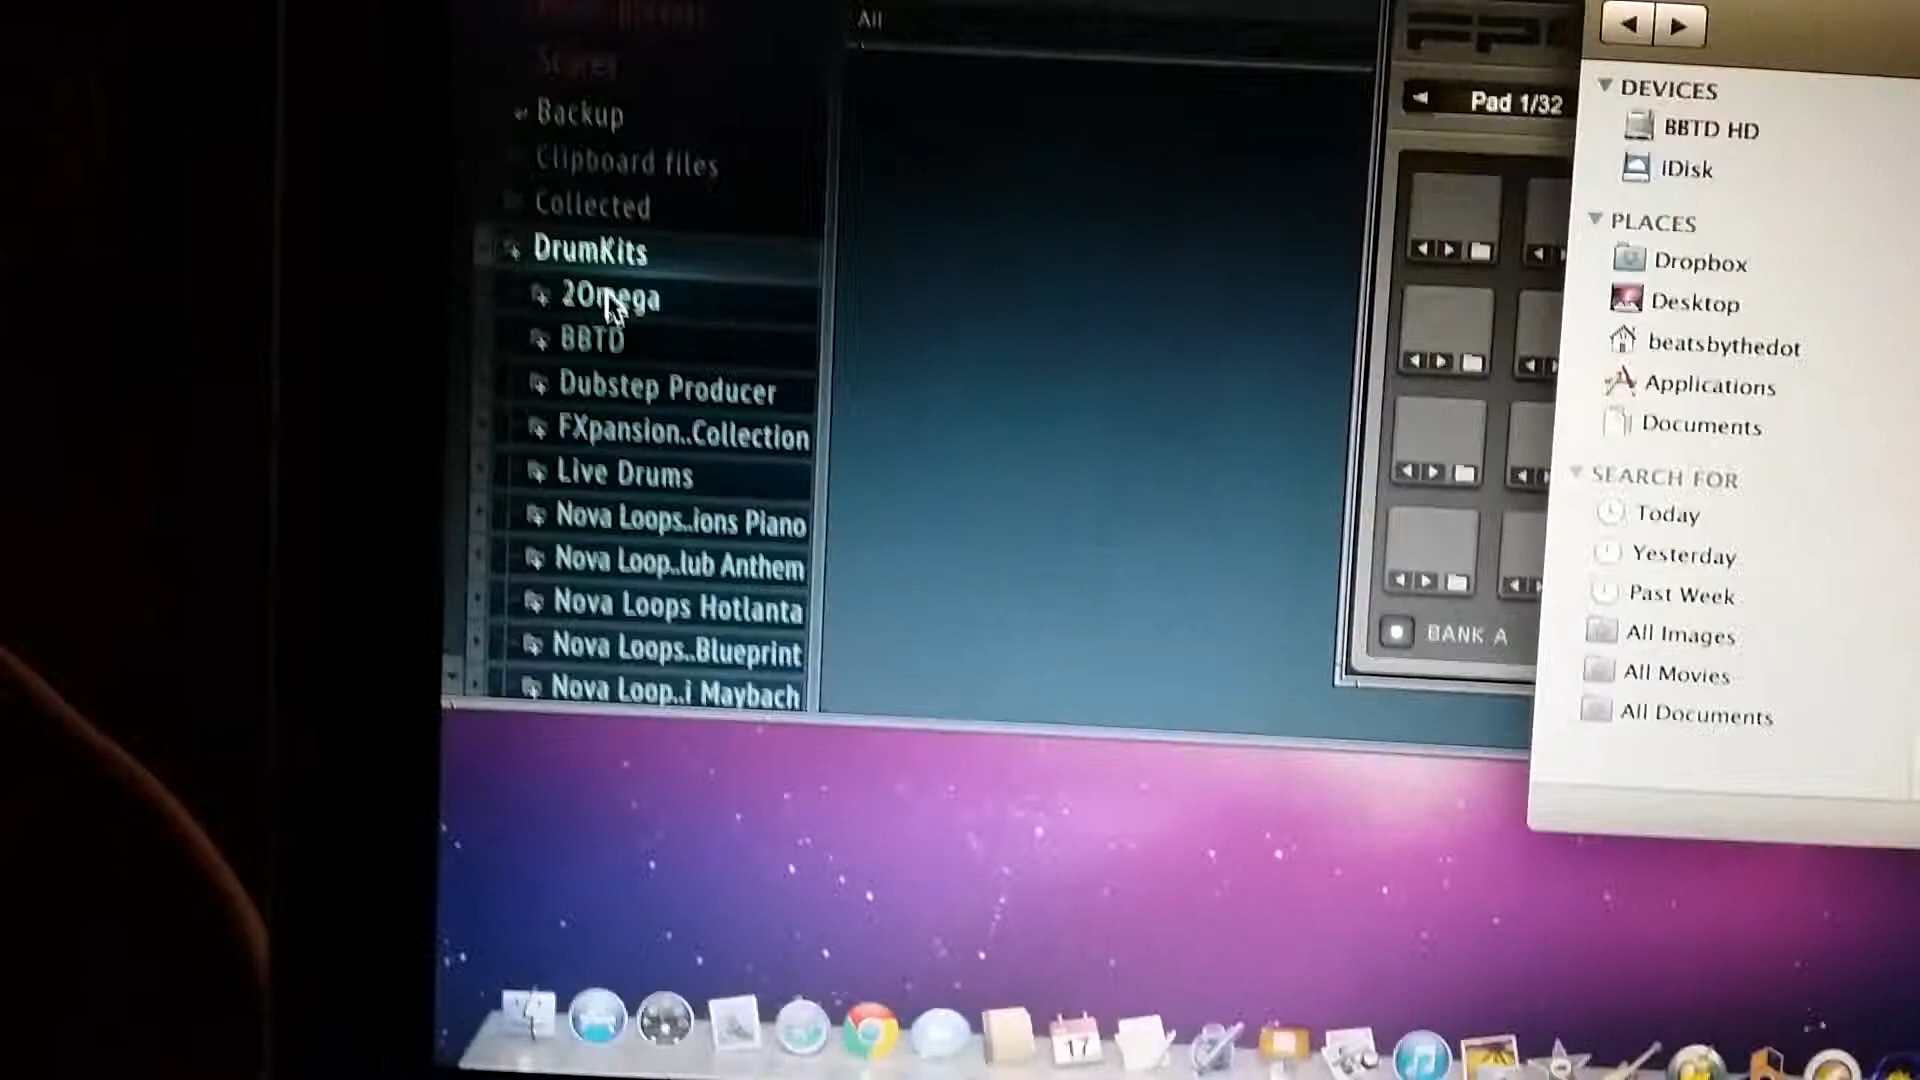 All
Scores
Backup
Clipboard files
Collected
DrumKits
2Omega
BBTD
Dubstep Producer
FXpansion..Collection
Live Drums
Nova Loops..ions Piano
Nova Loop..lub Anthem
Nova Loops Hotlanta
Nova Loops..Blueprint
Nova Loop..i Maybach
Pad 1/32
BANK A
DEVICES
BBTD HD
iDisk
PLACES
Dropbox
Desktop
beatsbythedot
Applications
Documents
SEARCH FOR
Today
Yesterday
Past Week
All Images
All Movies
All Documents
17